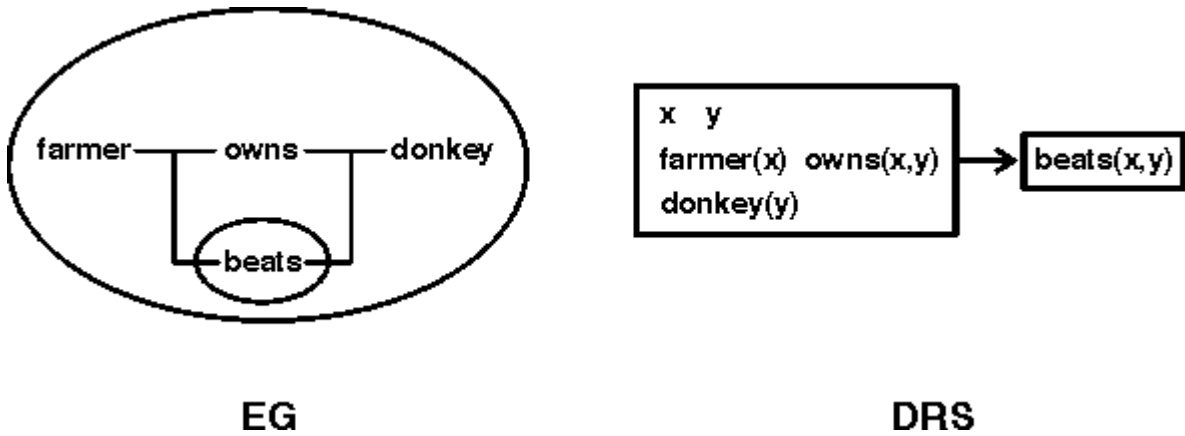 farmer owns donkey
beats
EG
x y
farmer(x) owns(x,y)
donkey(y)
beats(x,y)
DRS